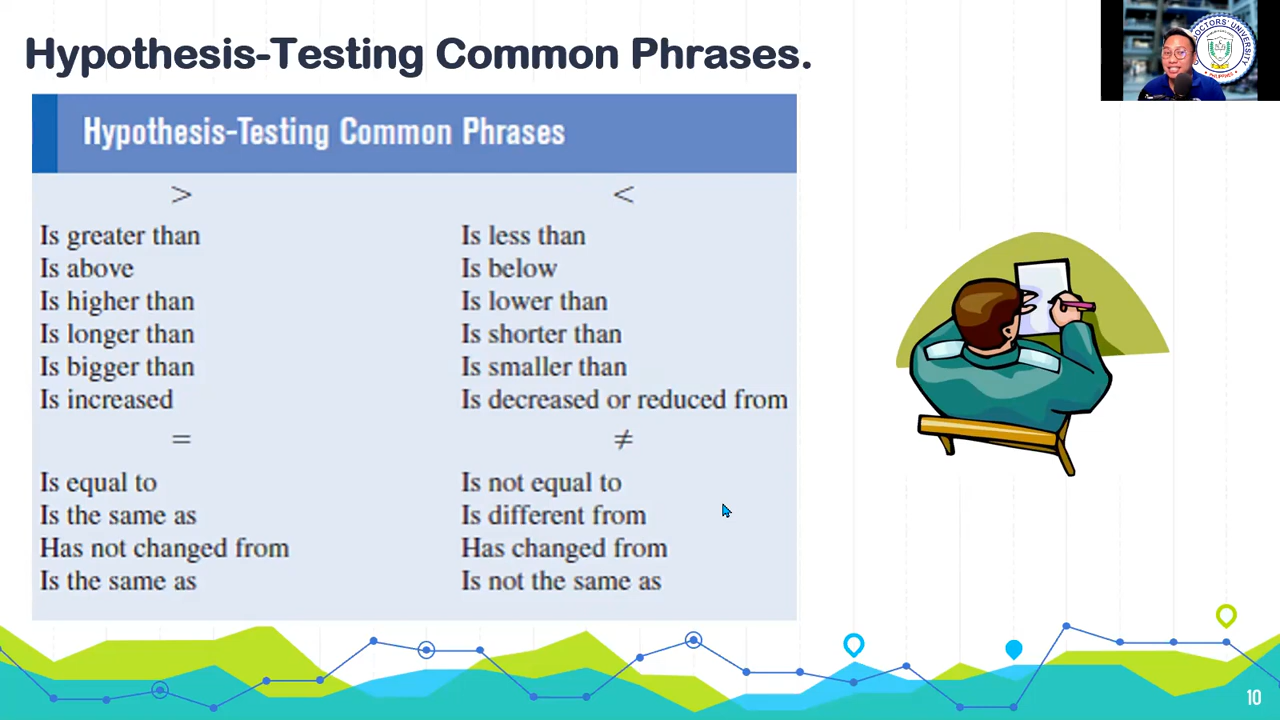 Hypothesis-Testing Common Phrases.
DOCTORS' UNIVERSITY
PHILIPPINES
Hypothesis-Testing Common Phrases
> <
Is greater than Is less than
Is above Is below
Is higher than Is lower than
Is longer than Is shorter than
Is bigger than Is smaller than
Is increased Is decreased or reduced from
= ≠
Is equal to Is not equal to
Is the same as Is different from
Has not changed from Has changed from
Is the same as Is not the same as
10